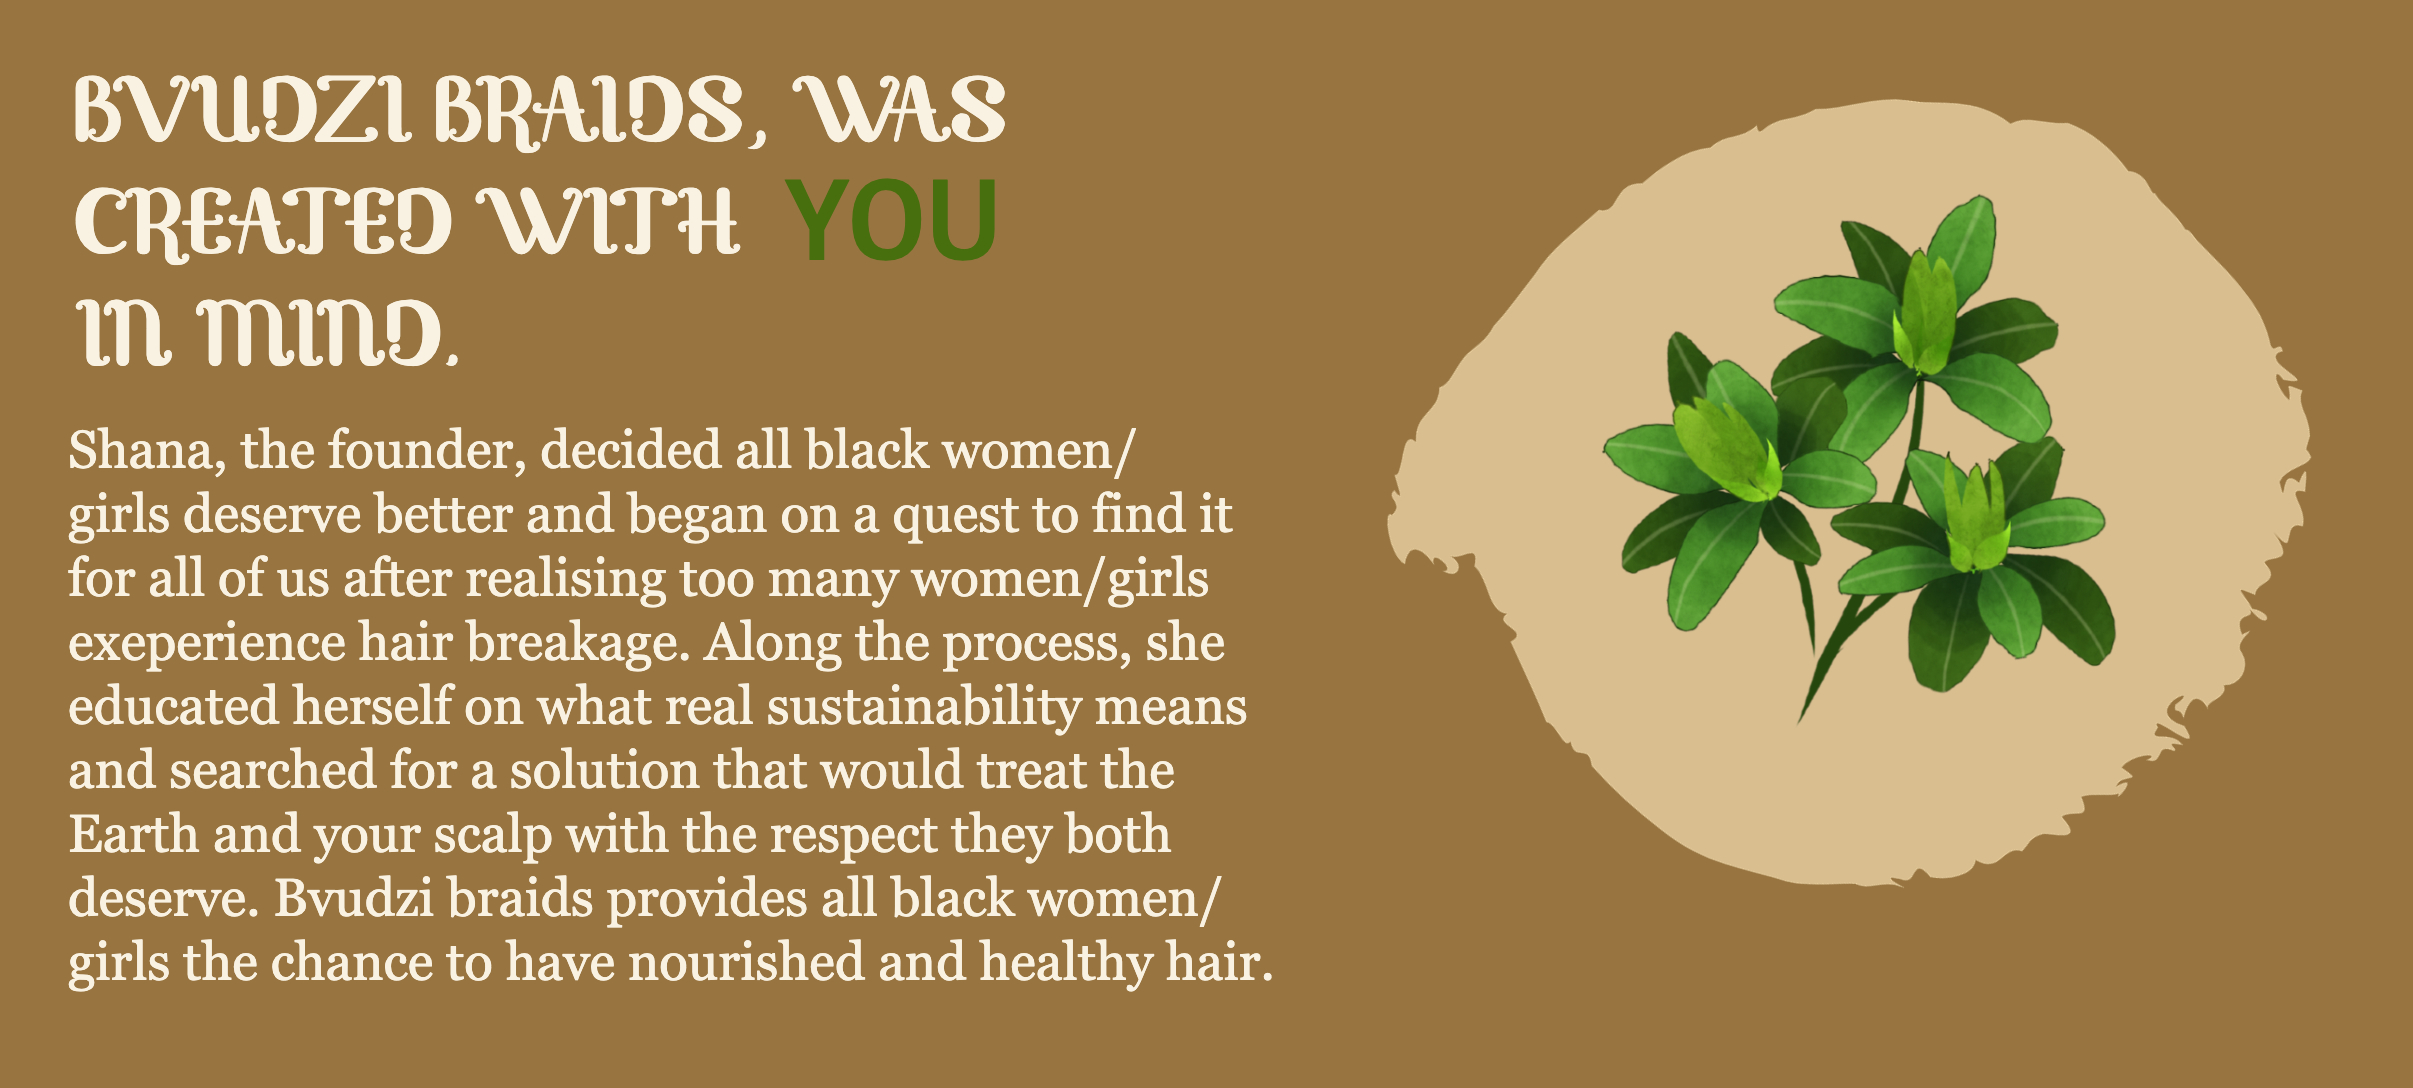 BVUDZI BRAIDS, WAS
CREATED WITH YOU
IN MIND.
Shana, the founder, decided all black women/
girls deserve better and began on a quest to find it
for all of us after realising too many women/girls
exeperience hair breakage. Along the process, she
educated herself on what real sustainability means
and searched for a solution that would treat the
Earth and your scalp with the respect they both
deserve. Bvudzi braids provides all black women/
girls the chance to have nourished and healthy hair.